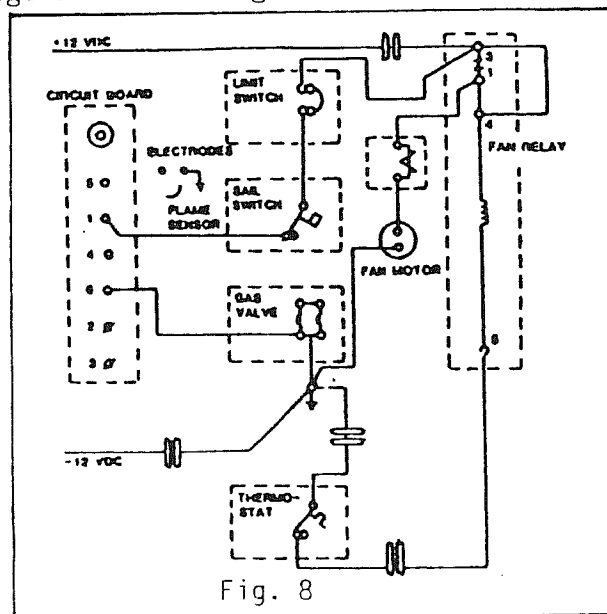 +12 VDC
3
1
4
FAN RELAY
LIMIT
SWITCH
CIRCUIT BOARD
ELECTRODES
FLAME
SENSOR
SAIL
SWITCH
5
1
4
6
2
3
FAN MOTOR
GAS
VALVE
-12 VDC
THERMO-
STAT
Fig. 8